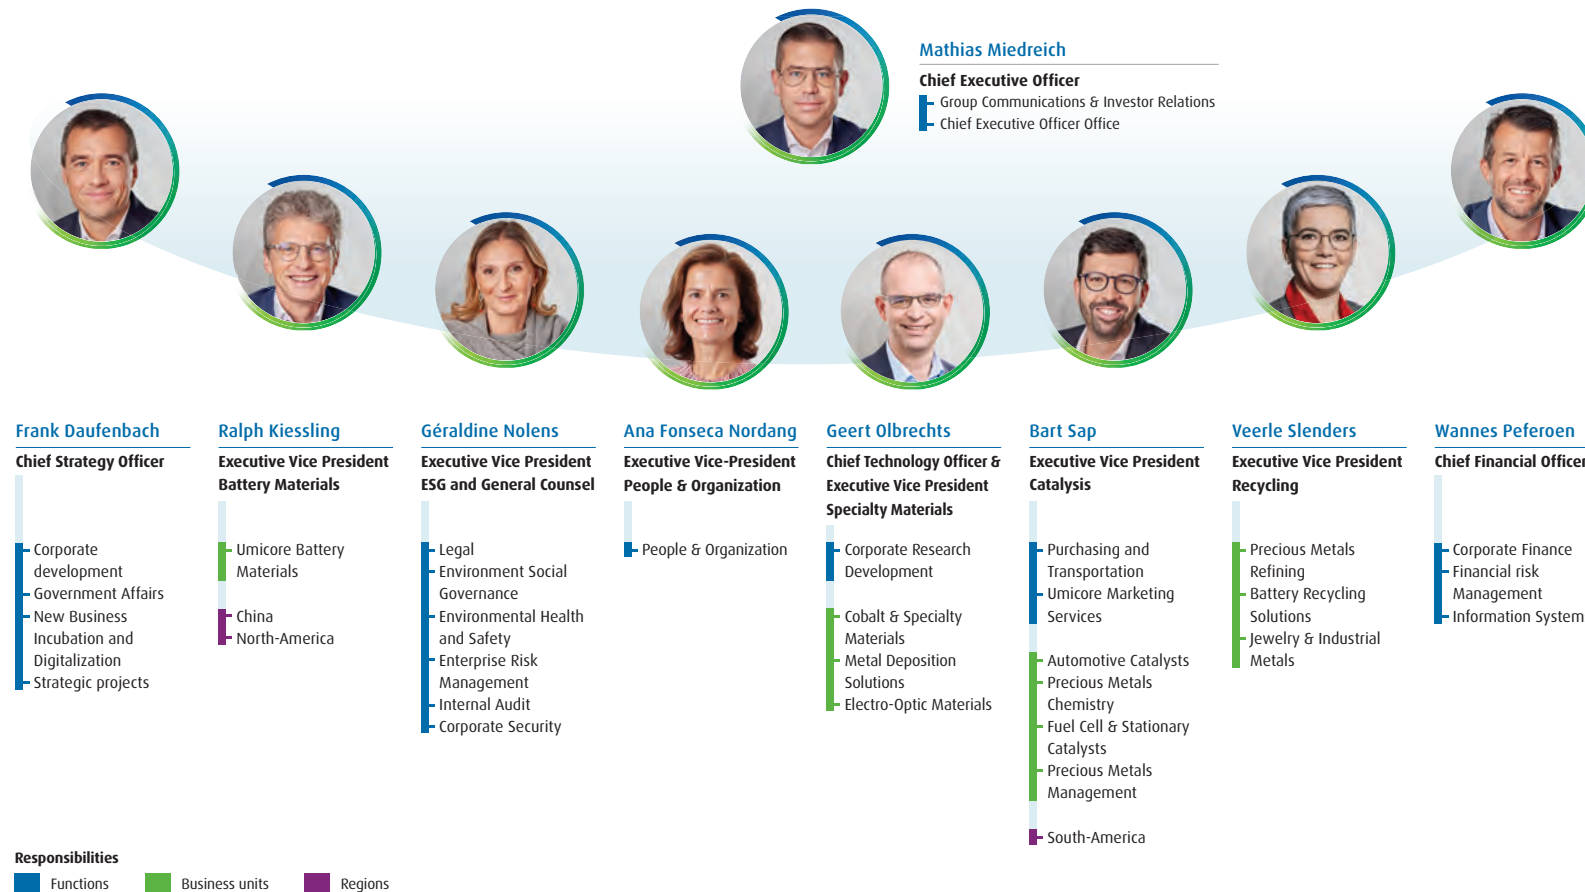 Mathias Miedreich
Chief Executive Officer
Group Communications & Investor Relations
Chief Executive Officer Office
Frank Daufenbach
Chief Strategy Officer
Corporate
development
Government Affairs
New Business
Incubation and
Digitalization
Strategic projects
Ralph Kiessling
Executive Vice President
Battery Materials
Umicore Battery
Materials
China
North-America
Géraldine Nolens
Executive Vice President
ESG and General Counsel
Legal
Environment Social
Governance
Environmental Health
and Safety
Enterprise Risk
Management
Internal Audit
Corporate Security
Ana Fonseca Nordang
Executive Vice-President
People & Organization
People & Organization
Geert Olbrechts
Chief Technology Officer &
Executive Vice President
Specialty Materials
Corporate Research
Development
Cobalt & Specialty
Materials
Metal Deposition
Solutions
Electro-Optic Materials
Bart Sap
Executive Vice President
Catalysis
Purchasing and
Transportation
Umicore Marketing
Services
Automotive Catalysts
Precious Metals
Chemistry
Fuel Cell & Stationary
Catalysts
Precious Metals
Management
South-America
Veerle Slenders
Executive Vice President
Recycling
Precious Metals
Refining
Battery Recycling
Solutions
Jewelry & Industrial
Metals
Wannes Peferoen
Chief Financial Officer
Corporate Finance
Financial risk
Management
Information System
Responsibilities
Functions
Business units
Regions